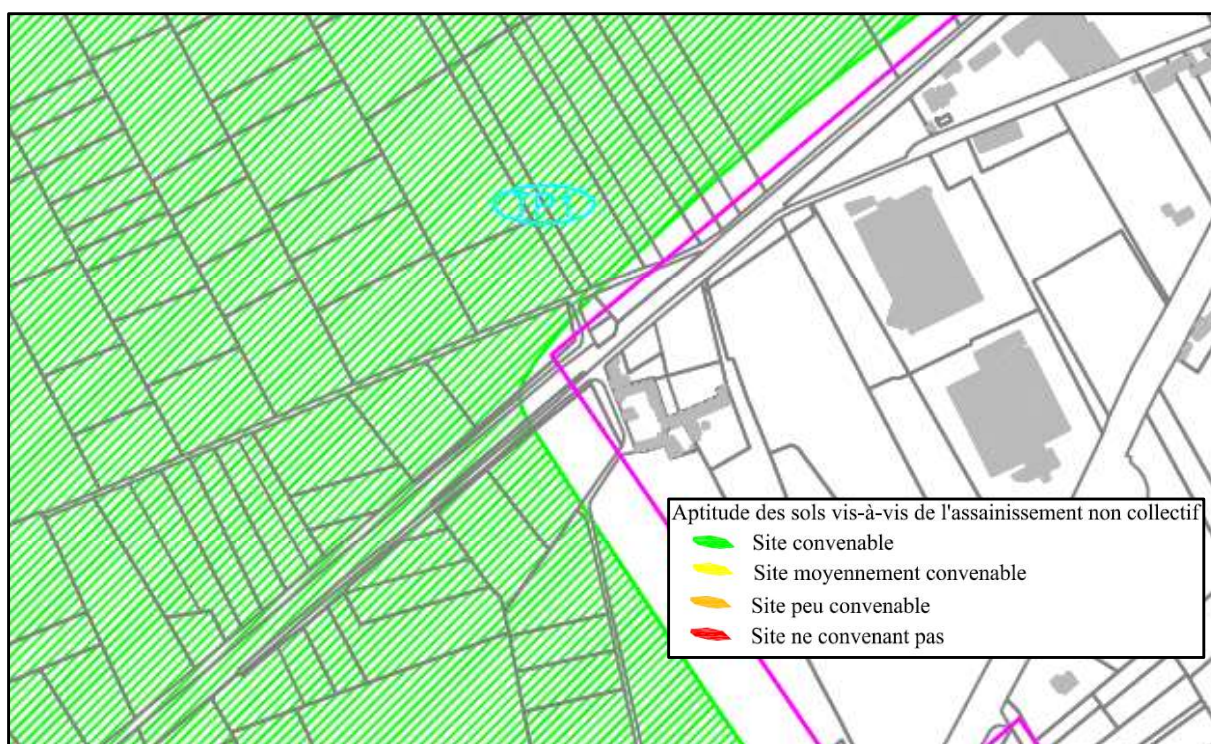 Aptitude des sols vis-à-vis de l'assainissement non collectif
Site convenable
Site moyennement convenable
Site peu convenable
Site ne convenant pas